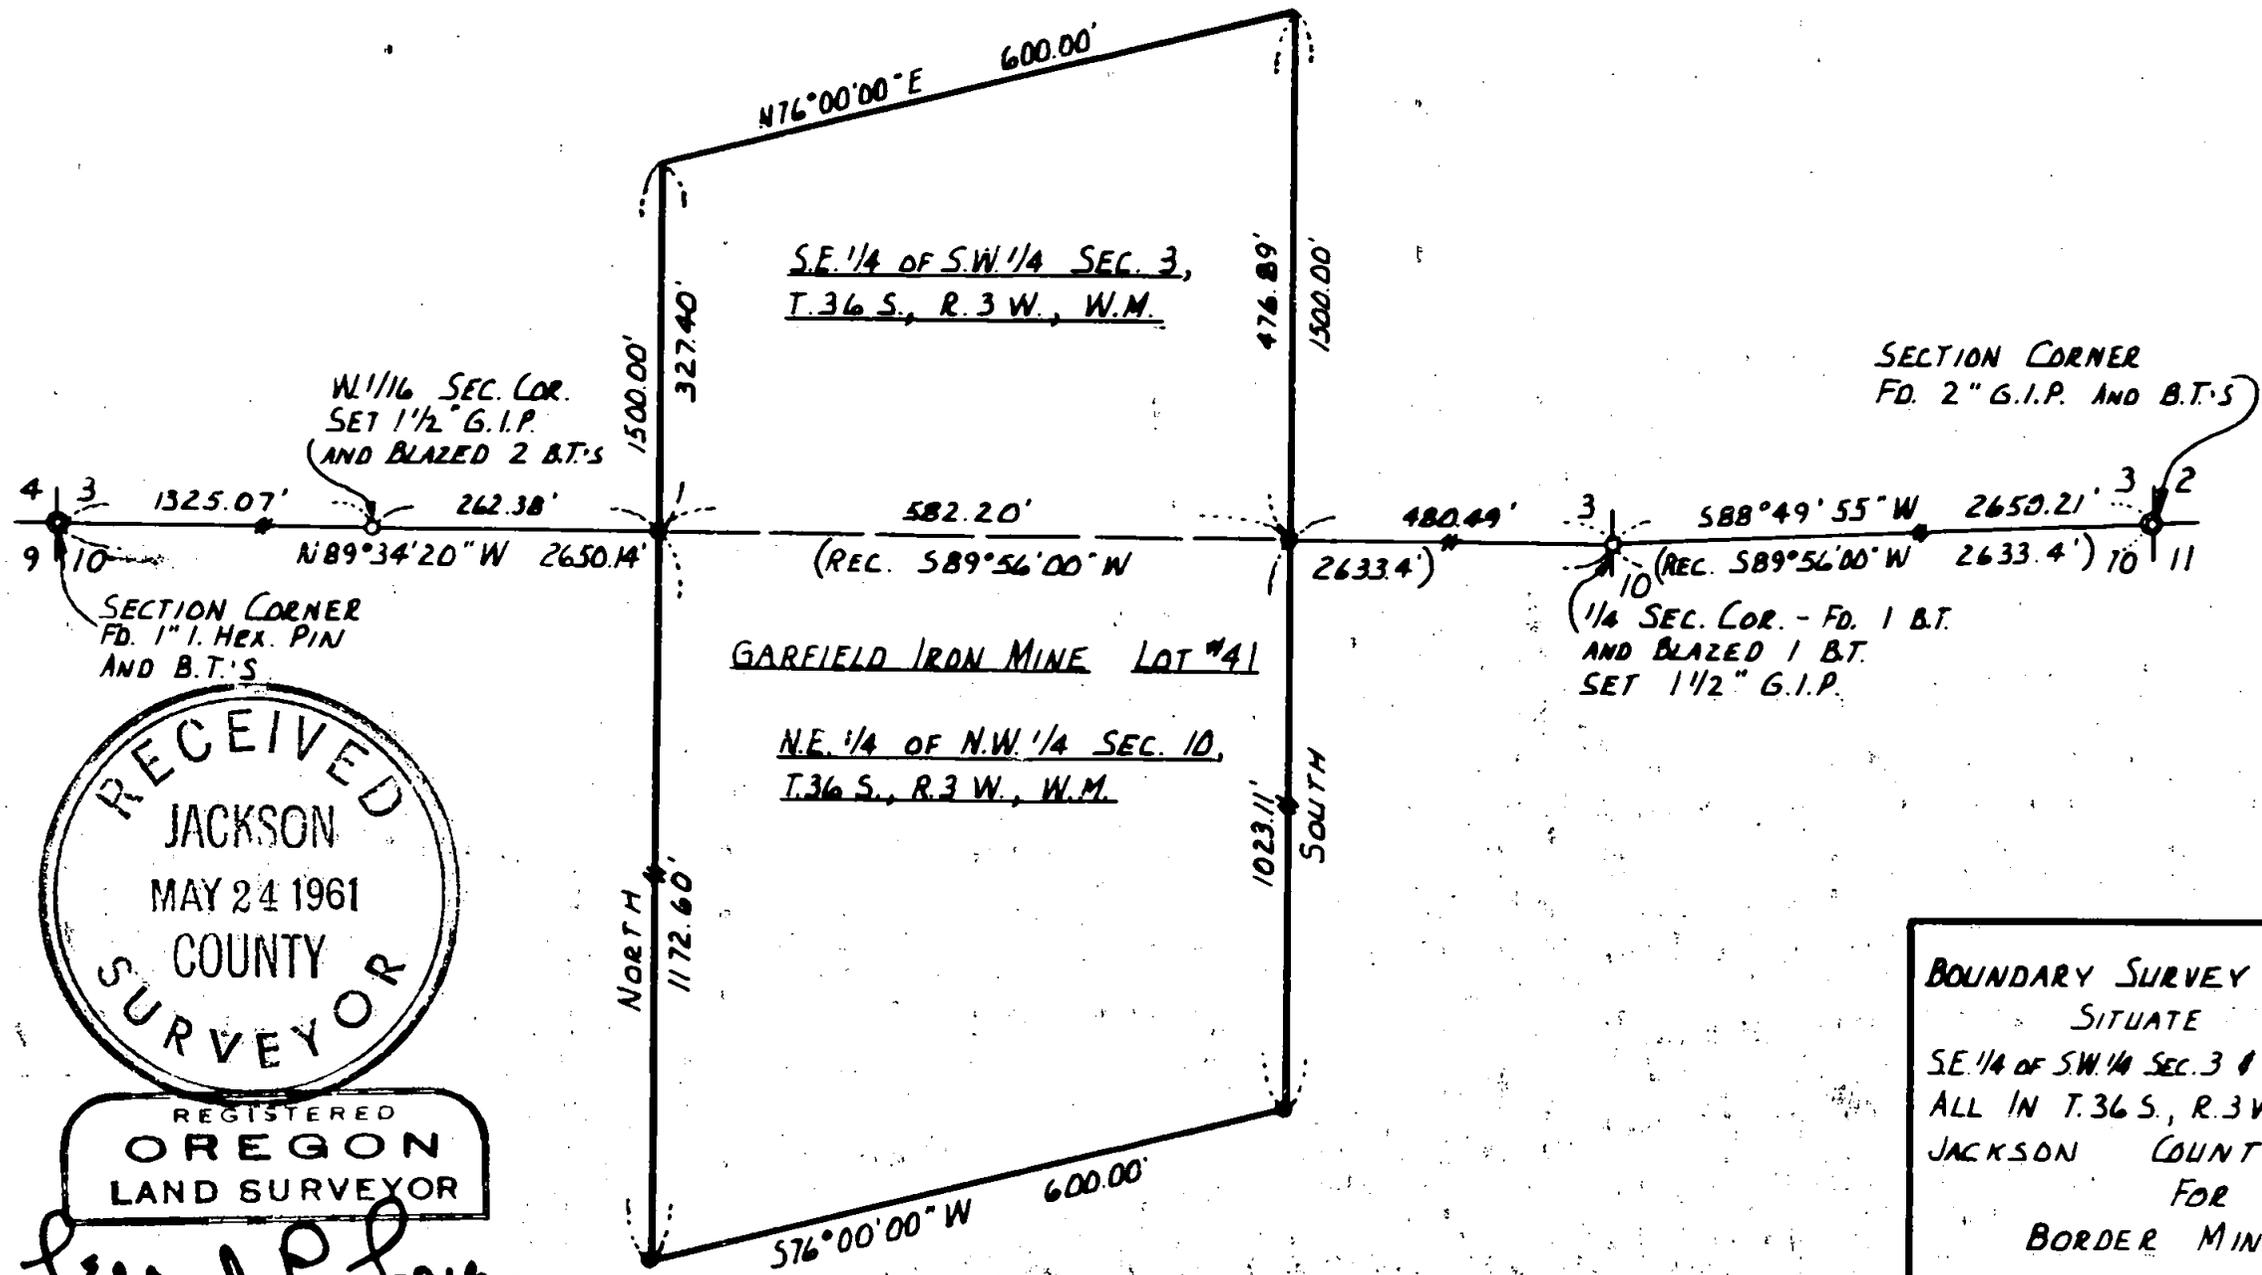 600.00'
N76°00'00"E
S.E. 1/4 OF S.W. 1/4 SEC. 3,
T.36 S., R. 3 W., W.M.
327.40'
1500.00'
476.89'
1500.00'
W. 1/16 SEC. COR.
SET 1 1/2" G.I.P.
AND BLAZED 2 B.T.'S
SECTION CORNER
FD. 2" G.I.P. AND B.T.'S
4 3
9 10
1325.07'
262.38'
582.20'
480.49'
3
10
S88°49'55"W 2650.21'
3 2
10 11
N89°34'20"W 2650.14'
(REC. S89°56'00"W 2633.4')
(REC. S89°56'00"W 2633.4')
SECTION CORNER
FD. 1" I. HEX. PIN
AND B.T.'S
1/4 SEC. COR. - FD. 1 B.T.
AND BLAZED 1 B.T.
SET 1 1/2" G.I.P.
GARFIELD IRON MINE LOT #41
N.E. 1/4 OF N.W. 1/4 SEC. 10,
T.36 S., R.3 W., W.M.
NORTH
1172.60'
1023.11'
SOUTH
S76°00'00"W 600.00'
RECEIVED
JACKSON
MAY 24 1961
COUNTY
SURVEYOR
REGISTERED
OREGON
LAND SURVEYOR
BOUNDARY SURVEY
SITUATE
S.E. 1/4 OF S.W. 1/4 SEC. 3 &
ALL IN T.36 S., R.3 W
JACKSON COUNT
FOR
BORDER MIN